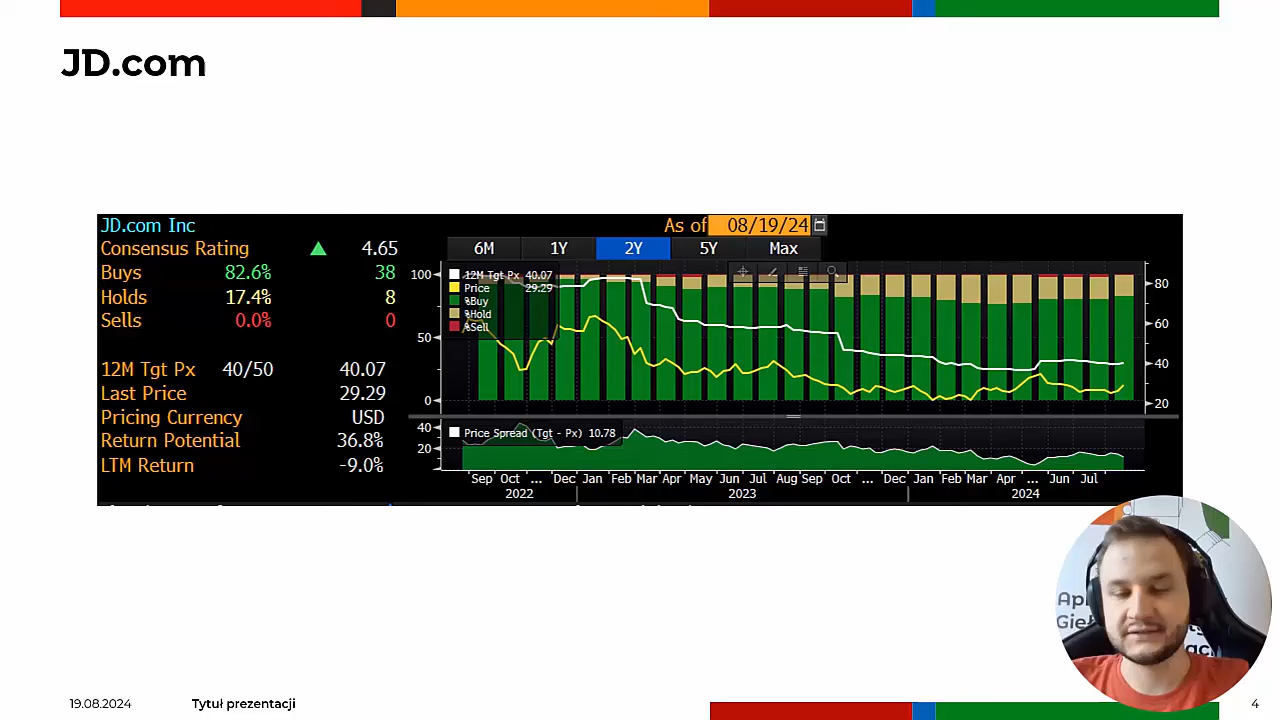 JD.com
JD.com Inc
As of 08/19/24
Consensus Rating 4.65
Buys 82.6% 38
Holds 17.4% 8
Sells 0.0% 0
12M Tgt Px 40/50 40.07
Last Price 29.29
Pricing Currency USD
Return Potential 36.8%
LTM Return -9.0%
6M 1Y 2Y 5Y Max
12M Tgt Px 40.07
Price 29.29
%Buy
%Hold
%Sell
100
50
0
80
60
40
20
Price Spread (Tgt - Px) 10.78
40
20
Sep Oct ... Dec Jan Feb Mar Apr May Jun Jul Aug Sep Oct ... Dec Jan Feb Mar Apr ... Jun Jul
2022 2023 2024
19.08.2024 Tytuł prezentacji 4